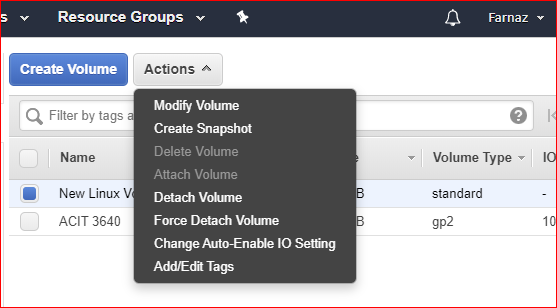 s Resource Groups Farnaz
Create Volume Actions
Modify Volume
Filter by tags a ?
Create Snapshot
Delete Volume
Name e Volume Type IO
Attach Volume
New Linux Vo Detach Volume B standard -
ACIT 3640 Force Detach Volume B gp2 10
Change Auto-Enable IO Setting
Add/Edit Tags